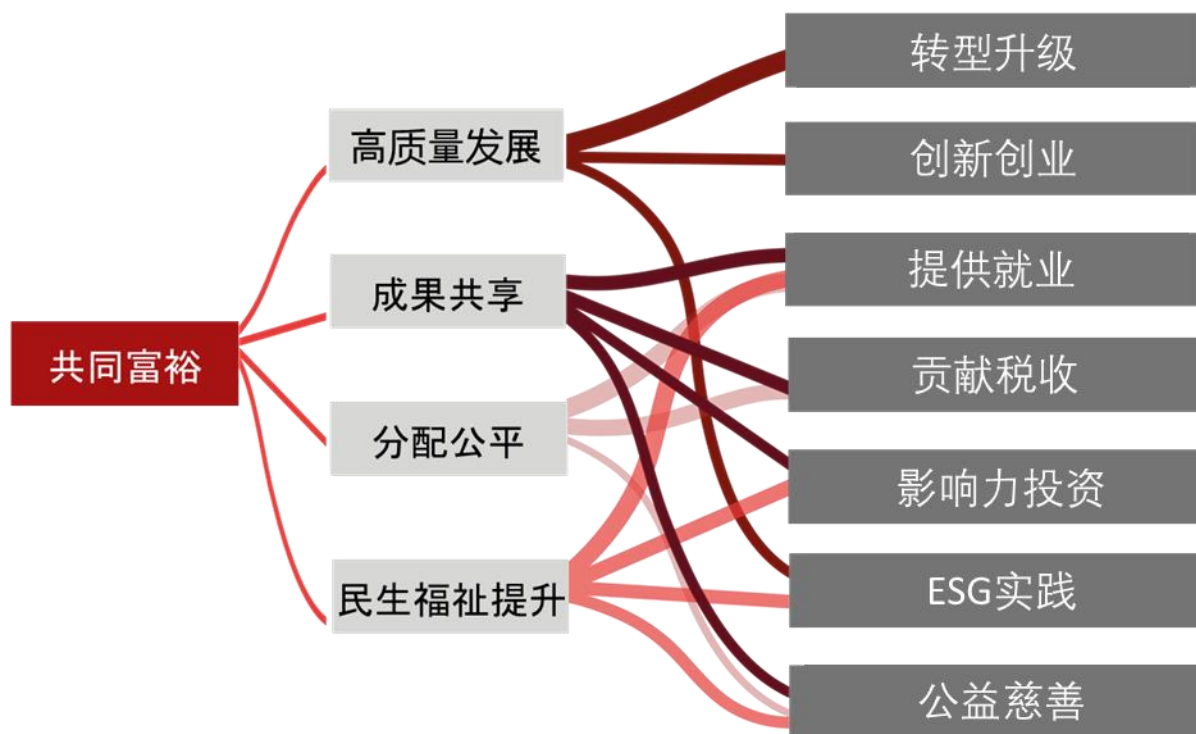 共同富裕
高质量发展
成果共享
分配公平
民生福祉提升
转型升级
创新创业
提供就业
贡献税收
影响力投资
ESG实践
公益慈善